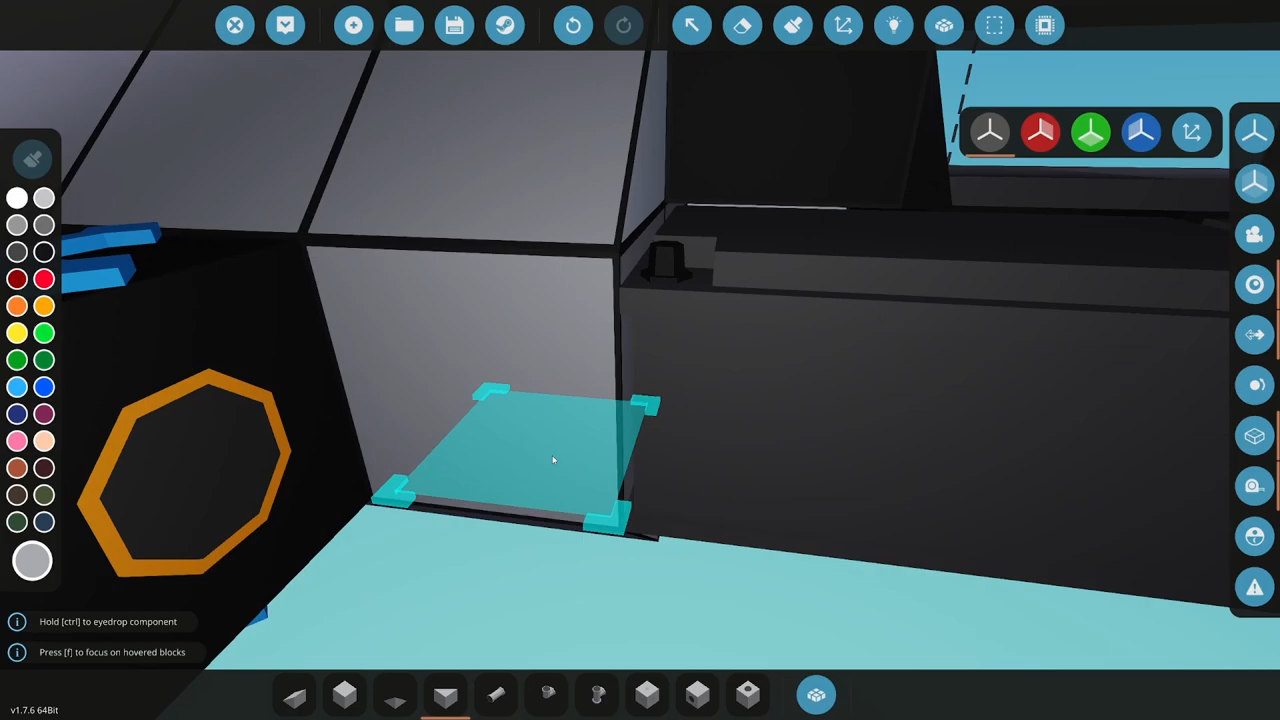 Hold [ctrl] to eyedrop component
Press [f] to focus on hovered blocks
v1.7.6 64Bit